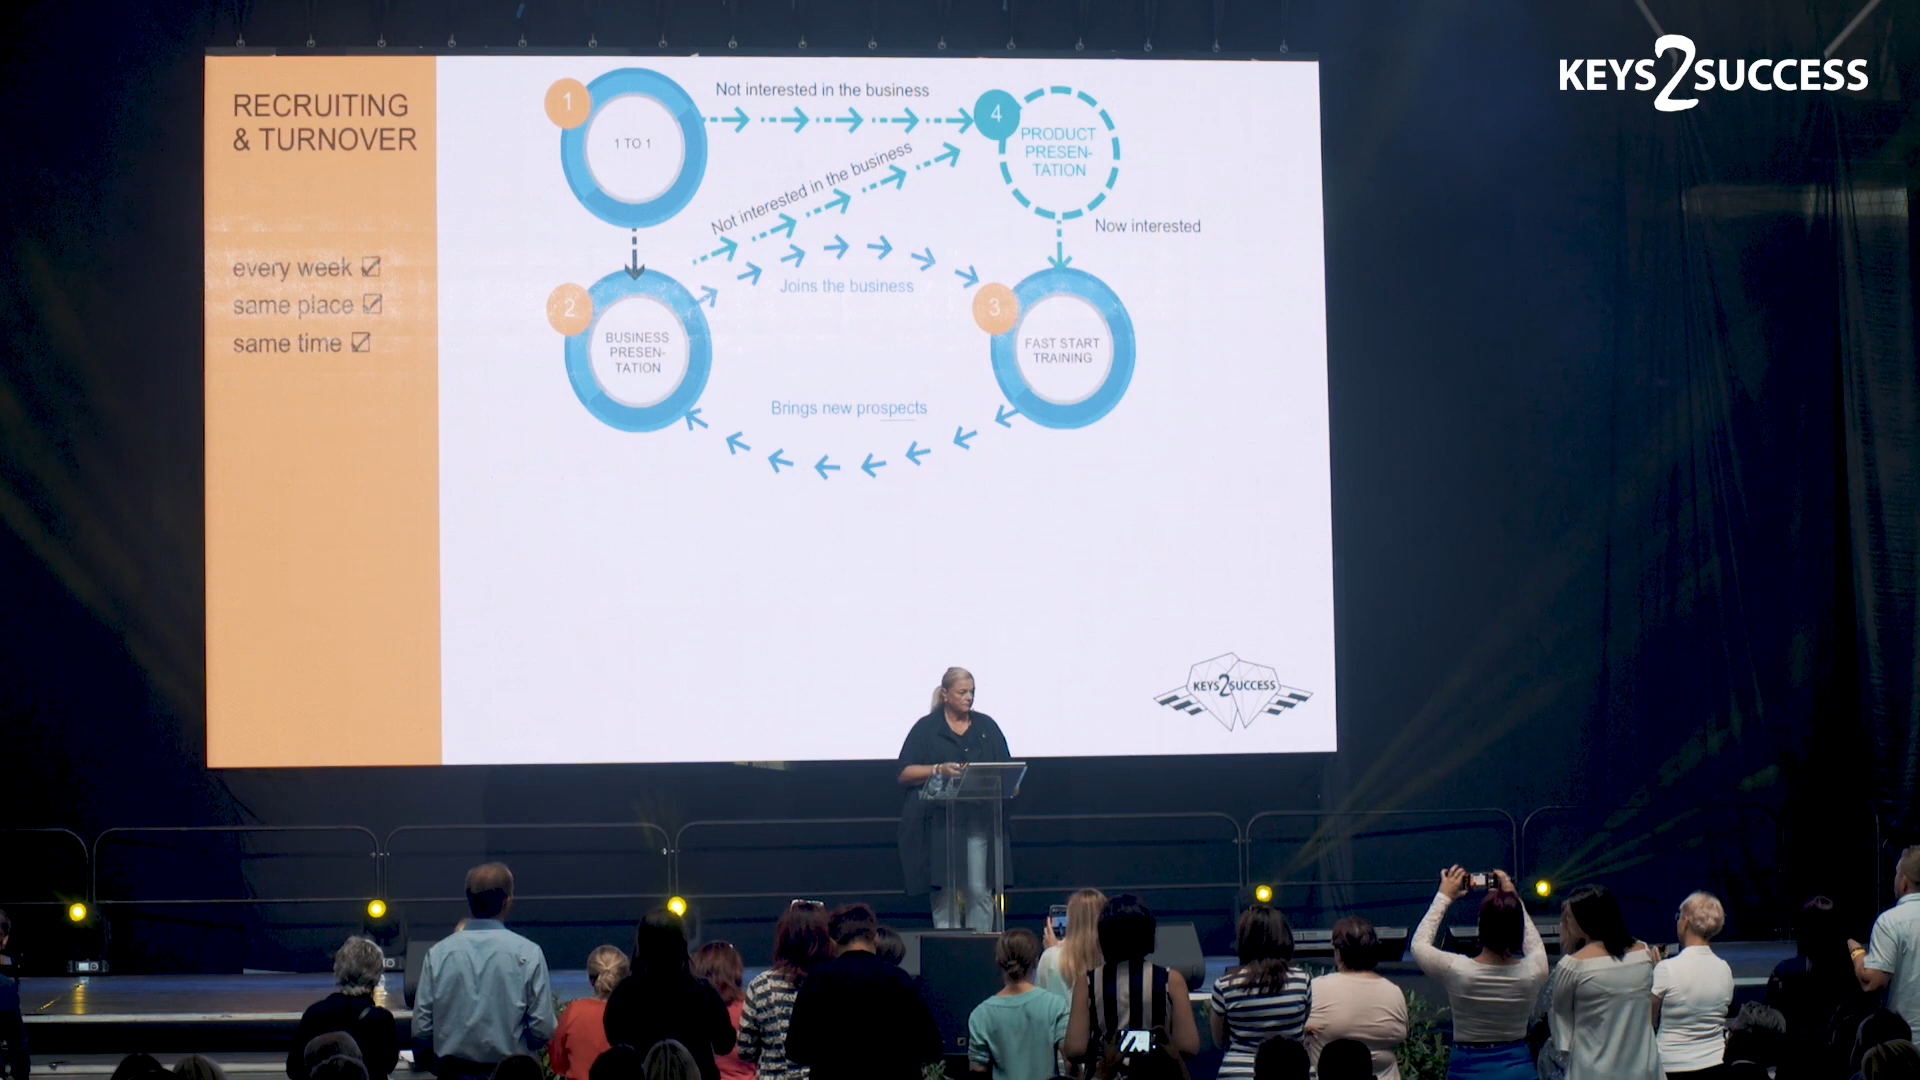 KEYS2SUCCESS
RECRUITING
& TURNOVER
every week ☑
same place ☑
same time ☑
1
1 TO 1
Not interested in the business
4
PRODUCT
PRESEN-
TATION
Not interested in the business
Now interested
2
BUSINESS
PRESEN-
TATION
Joins the business
3
FAST START
TRAINING
Brings new prospects
KEYS2SUCCESS